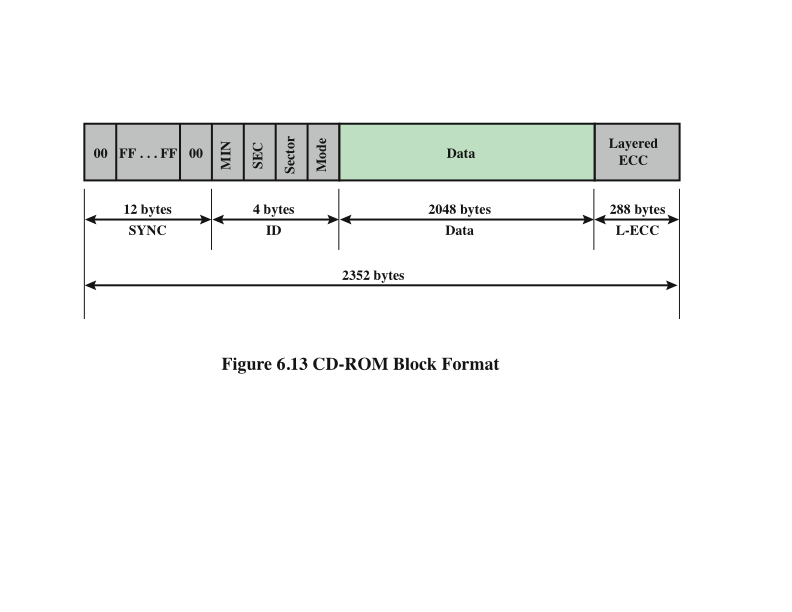 00 FF . . . FF 00 MIN SEC Sector Mode Data Layered
ECC
12 bytes 4 bytes 2048 bytes 288 bytes
SYNC ID Data L-ECC
2352 bytes
Figure 6.13 CD-ROM Block Format